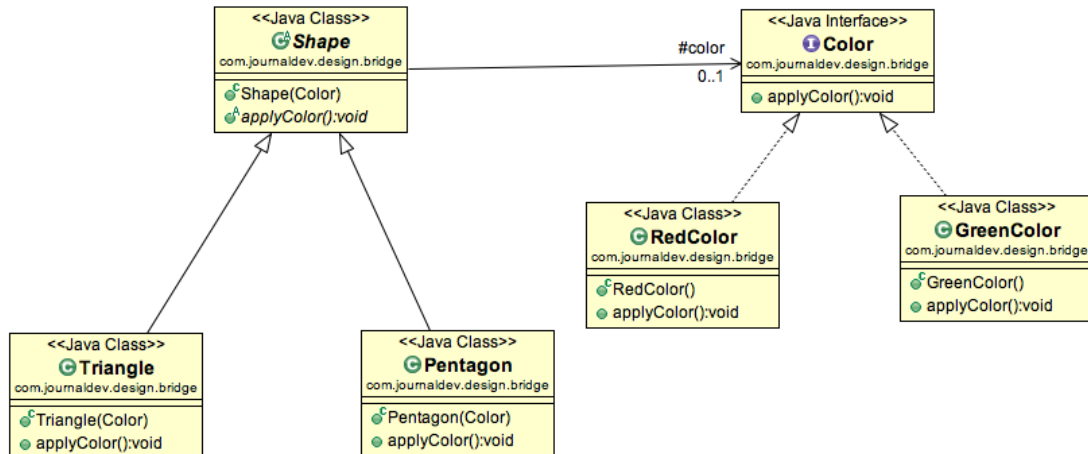 <<Java Class>>
Shape
com.journaldev.design.bridge
Shape(Color)
applyColor():void
#color
0..1
<<Java Interface>>
Color
com.journaldev.design.bridge
applyColor():void
<<Java Class>>
RedColor
com.journaldev.design.bridge
RedColor()
applyColor():void
<<Java Class>>
GreenColor
com.journaldev.design.bridge
GreenColor()
applyColor():void
<<Java Class>>
Triangle
com.journaldev.design.bridge
Triangle(Color)
applyColor():void
<<Java Class>>
Pentagon
com.journaldev.design.bridge
Pentagon(Color)
applyColor():void